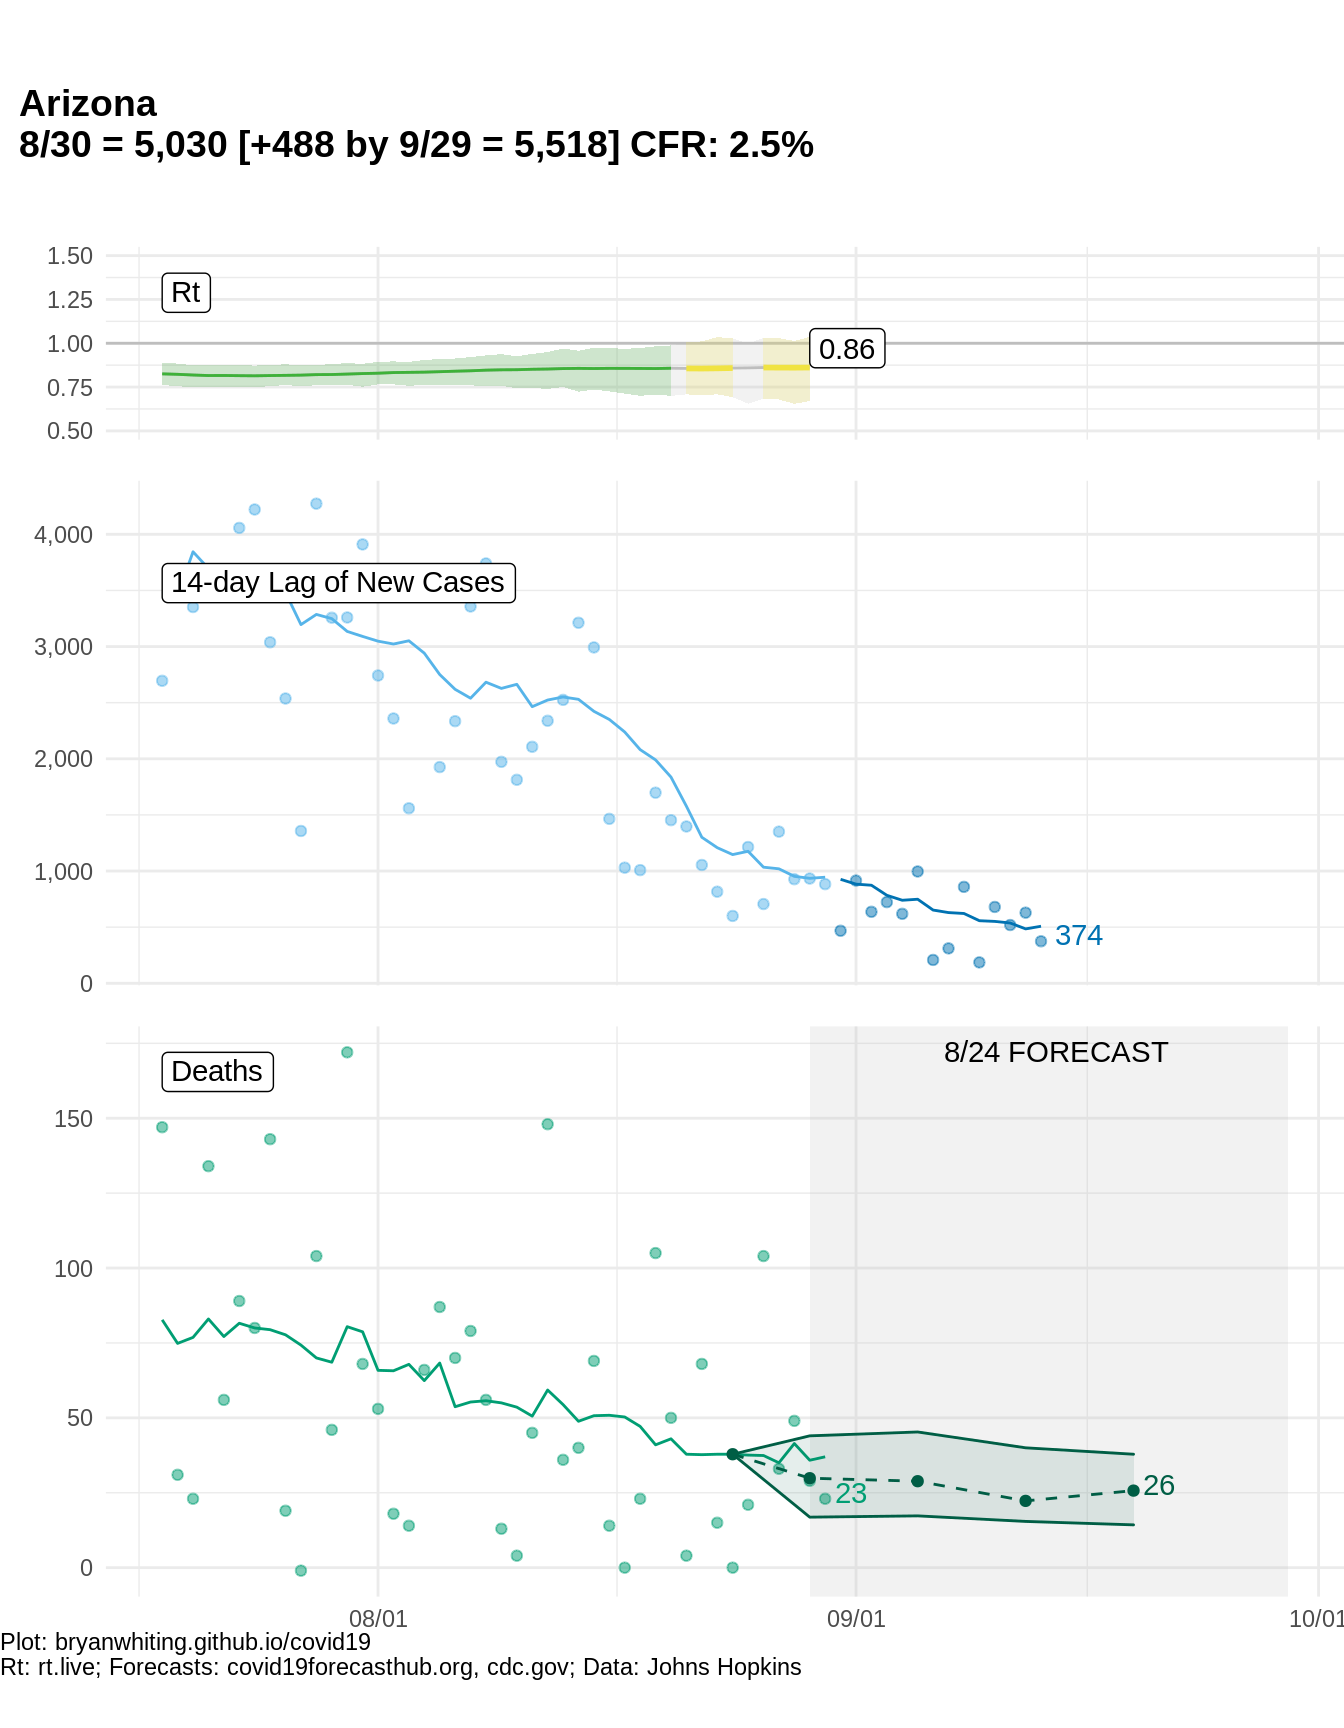 Arizona
8/30 = 5,030 [+488 by 9/29 = 5,518] CFR: 2.5%
1.50
Rt
1.25
1.00
0.86
0.75
0.50
4,000
14-day Lag of New Cases
3,000
2,000
1,000
374
0
8/24 FORECAST
Deaths
150
100
50
26
23
0
08/01
09/01
10/01
Plot: bryanwhiting.github.io/covid19
Rt: rt.live; Forecasts: covid19forecasthub.org, cdc.gov; Data: Johns Hopkins